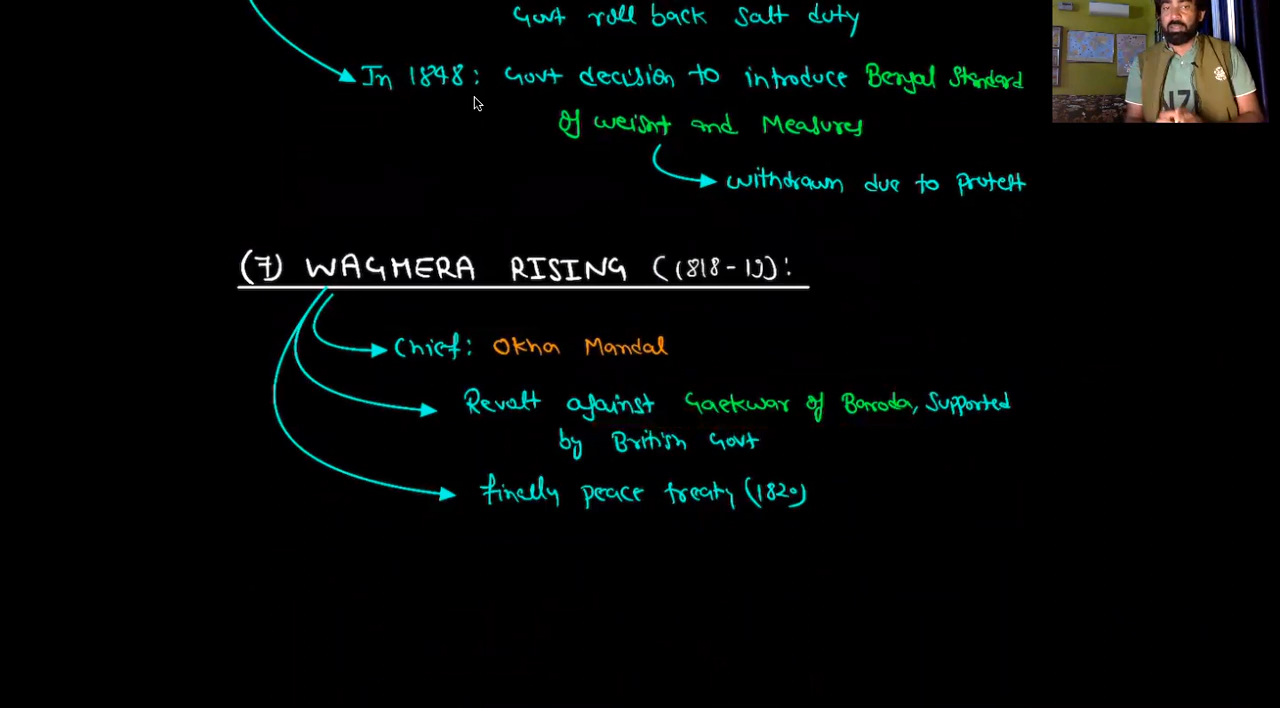 Govt roll back Salt duty
In 1848: Govt decision to introduce Bengal Standard
of weight and Measures
withdrawn due to Protest
(7) WAGHERA RISING (1818-19):
Chief: Okha Mandal
Revolt against Gaekwar of Baroda, Supported
by British Govt
finally peace treaty (1820)